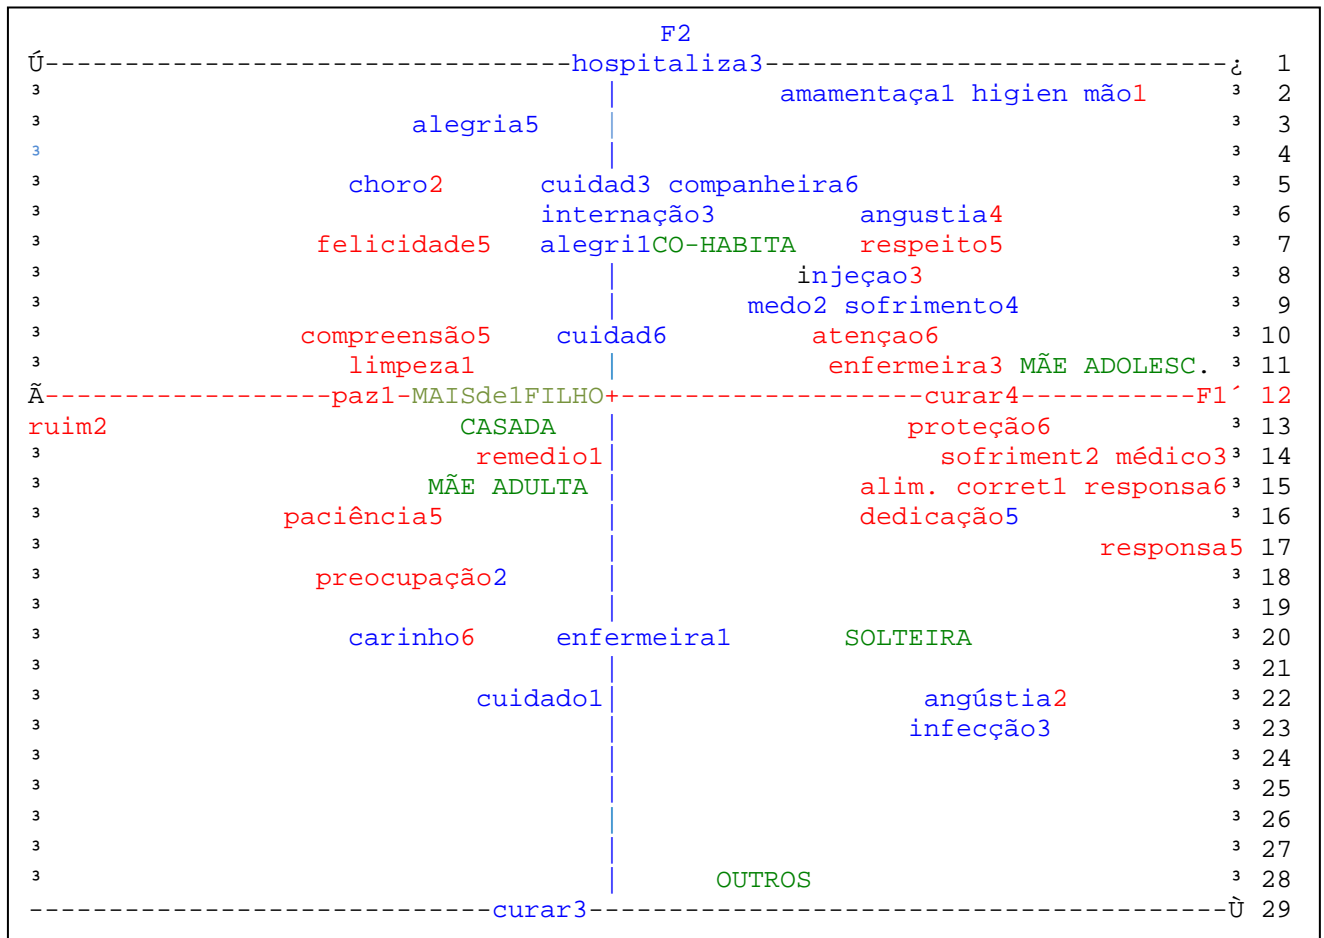 F2
Ú---------------------------------hospitaliza3-----------------------------¿ 1
³ | amamentaça1 higien mão1 ³ 2
³ alegria5 | ³ 3
³ | ³ 4
³ choro2 cuidad3 companheira6 ³ 5
³ internação3 angustia4 ³ 6
³ felicidade5 alegri1CO-HABITA respeito5 ³ 7
³ | injeçao3 ³ 8
³ | medo2 sofrimento4 ³ 9
³ compreensão5 cuidad6 atençao6 ³ 10
³ limpeza1 | enfermeira3 MÃE ADOLESC. ³ 11
Ã------------------paz1-MAISde1FILHO+-------------------curar4-----------F1´ 12
ruim2 CASADA | proteção6 ³ 13
³ remedio1| sofriment2 médico3³ 14
³ MÃE ADULTA | alim. corret1 responsa6³ 15
³ paciência5 | dedicação5 ³ 16
³ | responsa5 17
³ preocupação2 | ³ 18
³ | ³ 19
³ carinho6 enfermeira1 SOLTEIRA ³ 20
³ | ³ 21
³ cuidado1| angústia2 ³ 22
³ | infecção3 ³ 23
³ | ³ 24
³ | ³ 25
³ | ³ 26
³ | ³ 27
³ | OUTROS ³ 28
-----------------------------curar3----------------------------------------Ù 29